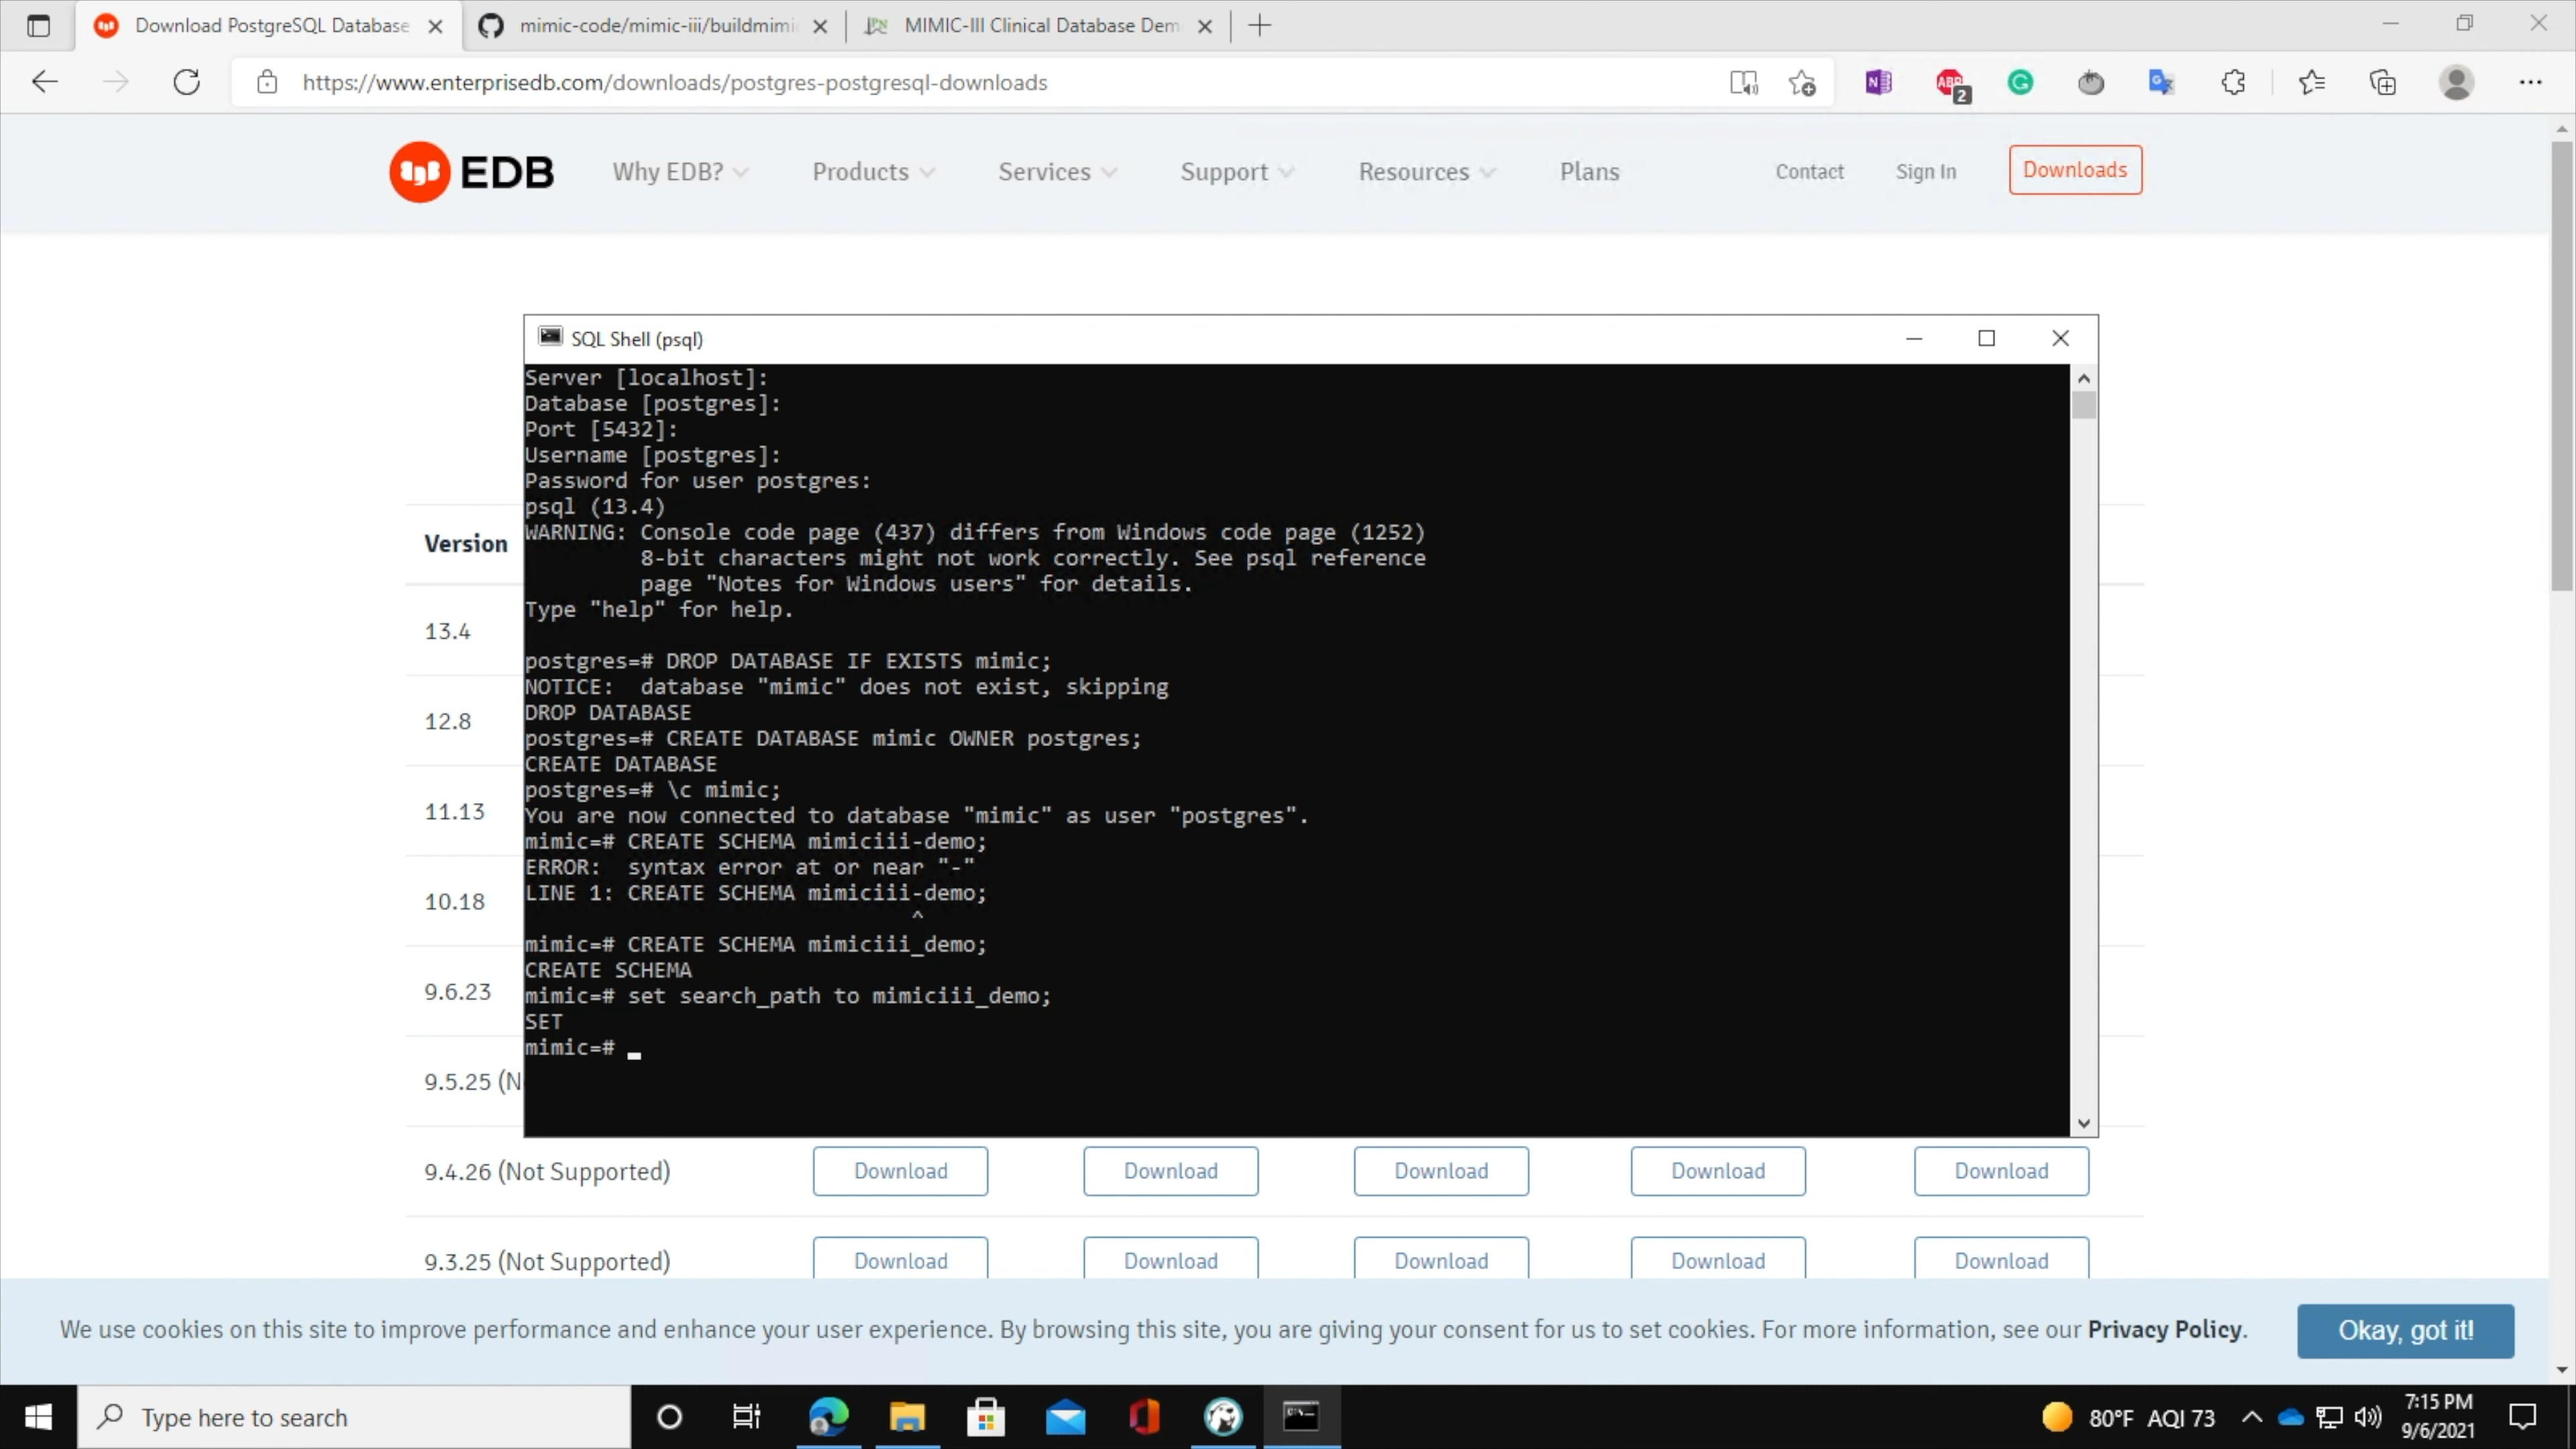 Download PostgreSQL Database
mimic-code/mimic-iii/buildmimi
MIMIC-III Clinical Database Dem
https://www.enterprisedb.com/downloads/postgres-postgresql-downloads
N
ABP
2
G
EDB
Why EDB?
Products
Services
Support
Resources
Plans
Contact
Sign In
Downloads
SQL Shell (psql)
Server [localhost]:
Database [postgres]:
Port [5432]:
Username [postgres]:
Password for user postgres:
psql (13.4)
WARNING: Console code page (437) differs from Windows code page (1252)
8-bit characters might not work correctly. See psql reference
page "Notes for Windows users" for details.
Type "help" for help.
postgres=# DROP DATABASE IF EXISTS mimic;
NOTICE:  database "mimic" does not exist, skipping
DROP DATABASE
postgres=# CREATE DATABASE mimic OWNER postgres;
CREATE DATABASE
postgres=# \c mimic;
You are now connected to database "mimic" as user "postgres".
mimic=# CREATE SCHEMA mimiciii-demo;
ERROR:  syntax error at or near "-"
LINE 1: CREATE SCHEMA mimiciii-demo;
^
mimic=# CREATE SCHEMA mimiciii_demo;
CREATE SCHEMA
mimic=# set search_path to mimiciii_demo;
SET
mimic=#
Version
13.4
12.8
11.13
10.18
9.6.23
9.5.25 (N
9.4.26 (Not Supported) Download Download Download Download Download
9.3.25 (Not Supported) Download Download Download Download Download
We use cookies on this site to improve performance and enhance your user experience. By browsing this site, you are giving your consent for us to set cookies. For more information, see our Privacy Policy.
Okay, got it!
Type here to search
80°F AQI 73
7:15 PM
9/6/2021